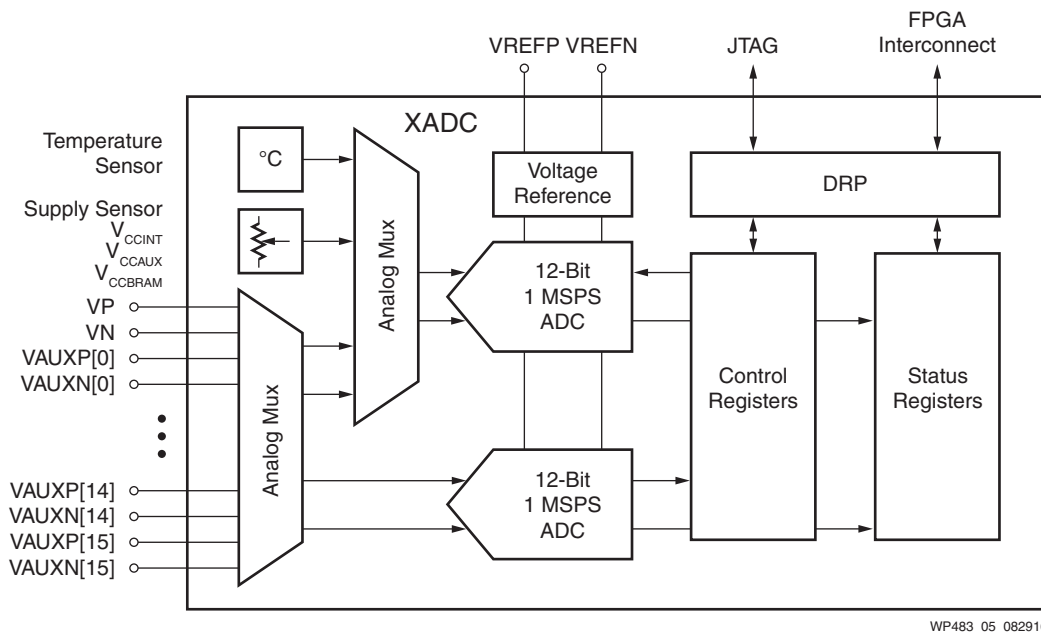 VREFP VREFN
JTAG
FPGA
Interconnect
XADC
Temperature
Sensor
°C
Voltage
Reference
DRP
Supply Sensor
VCCINT
VCCAUX
VCCBRAM
Analog Mux
12-Bit
1 MSPS
ADC
VP
VN
VAUXP[0]
VAUXN[0]
Analog Mux
Control
Registers
Status
Registers
VAUXP[14]
VAUXN[14]
VAUXP[15]
VAUXN[15]
12-Bit
1 MSPS
ADC